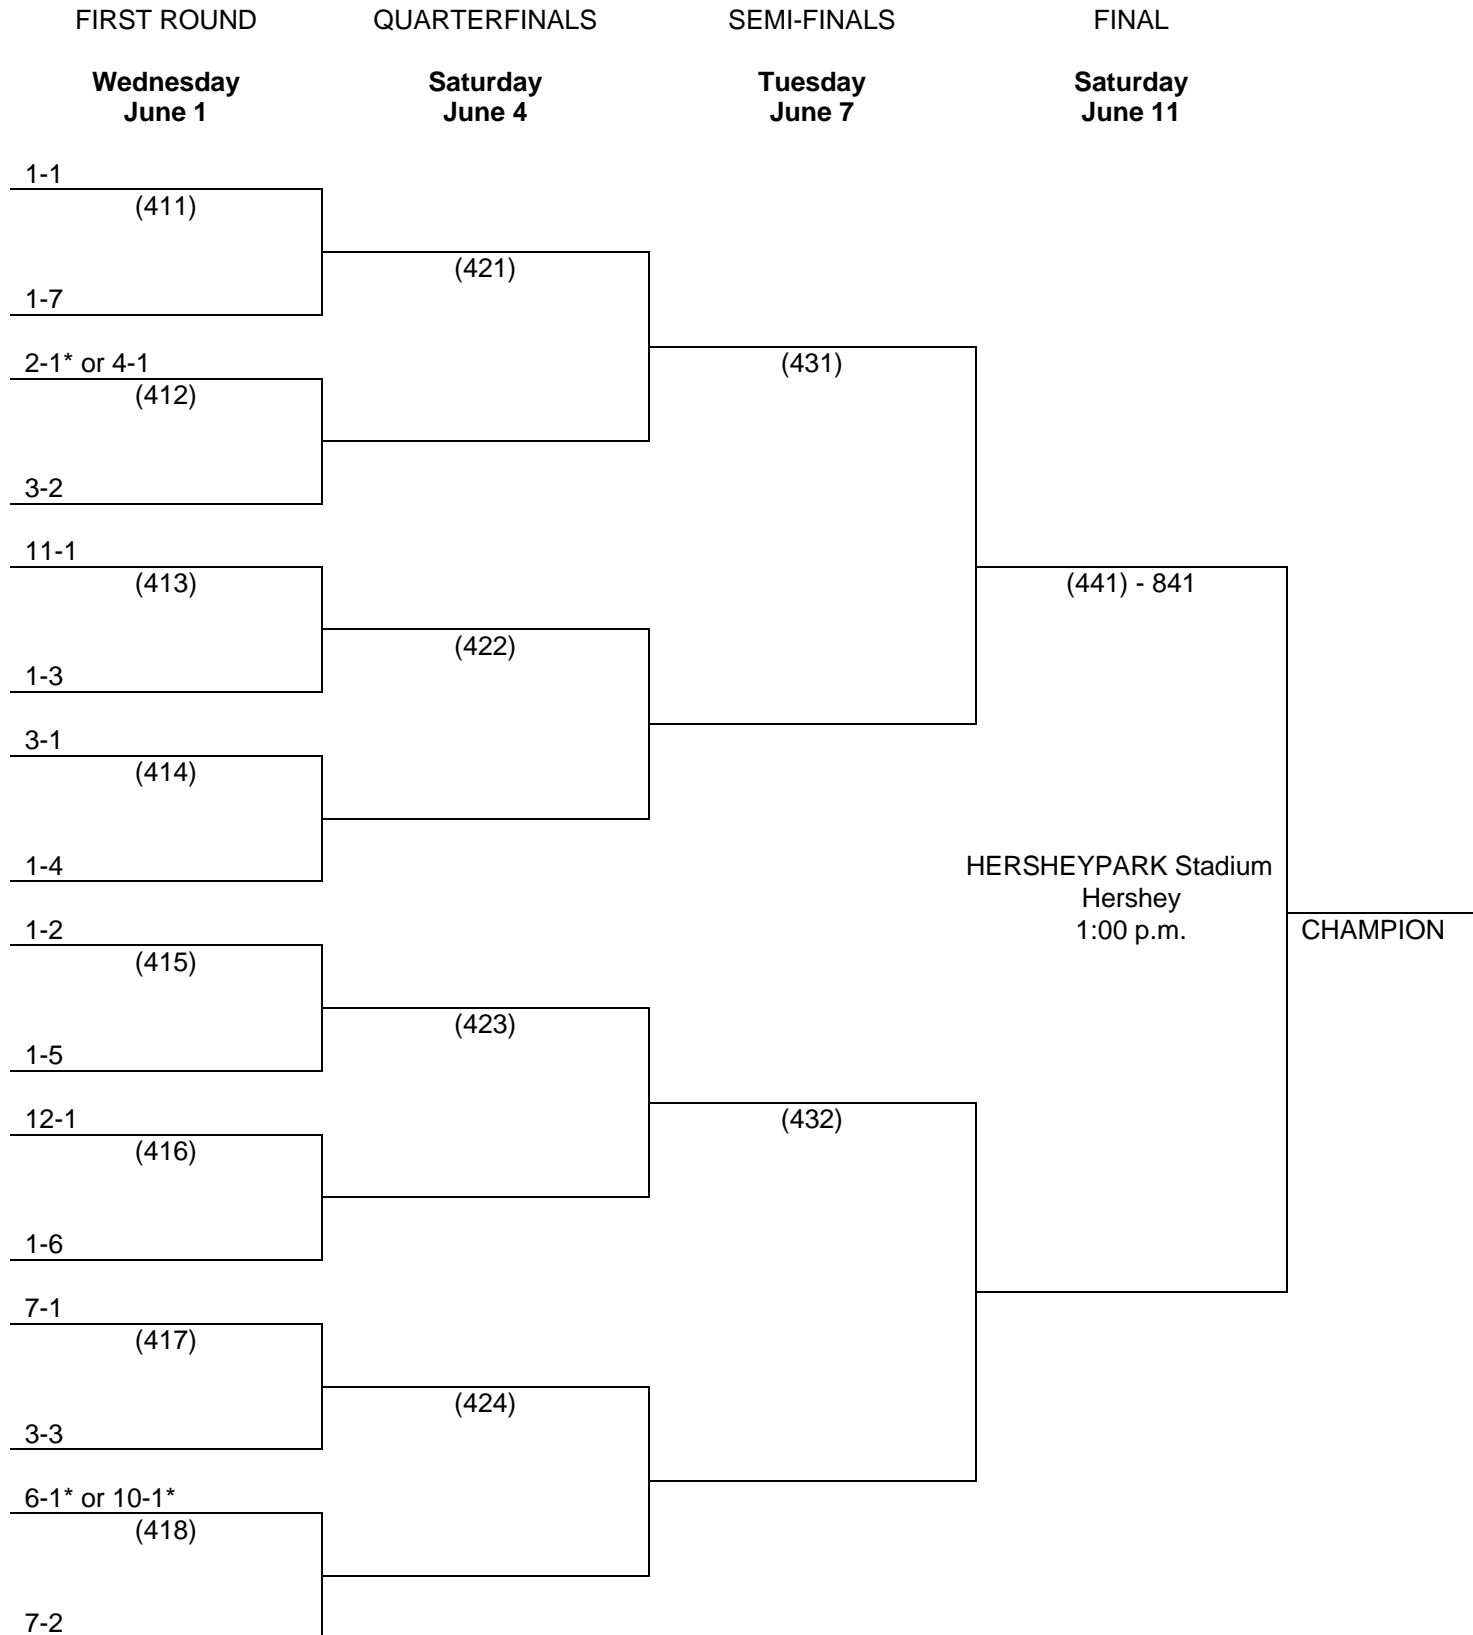 FIRST ROUND QUARTERFINALS SEMI-FINALS FINAL
Wednesday Saturday Tuesday Saturday
June 1 June 4 June 7 June 11
1-1
(411)
(421)
1-7
2-1* or 4-1
(431)
(412)
3-2
11-1
(413)
(441) - 841
(422)
1-3
3-1
(414)
1-4
HERSHEYPARK Stadium
Hershey
1:00 p.m.
CHAMPION
1-2
(415)
(423)
1-5
12-1
(432)
(416)
1-6
7-1
(417)
(424)
3-3
6-1* or 10-1*
(418)
7-2